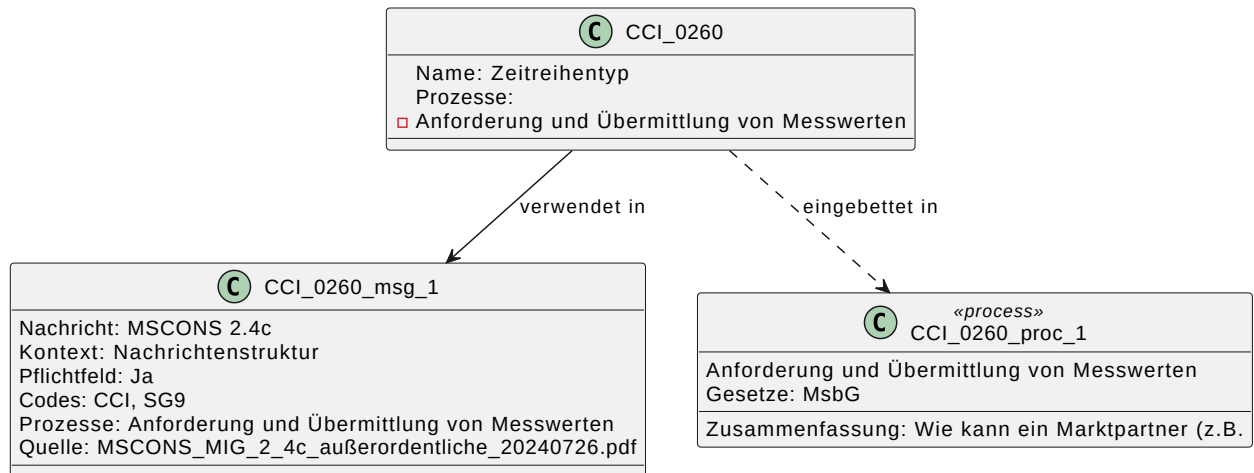 C CCI_0260
Name: Zeitreihentyp
Prozesse:
Anforderung und Übermittlung von Messwerten
verwendet in
eingebettet in
C CCI_0260_msg_1
Nachricht: MSCONS 2.4c
Kontext: Nachrichtenstruktur
Pflichtfeld: Ja
Codes: CCI, SG9
Prozesse: Anforderung und Übermittlung von Messwerten
Quelle: MSCONS_MIG_2_4c_außerordentliche_20240726.pdf
C «process»
CCI_0260_proc_1
Anforderung und Übermittlung von Messwerten
Gesetze: MsbG
Zusammenfassung: Wie kann ein Marktpartner (z.B.